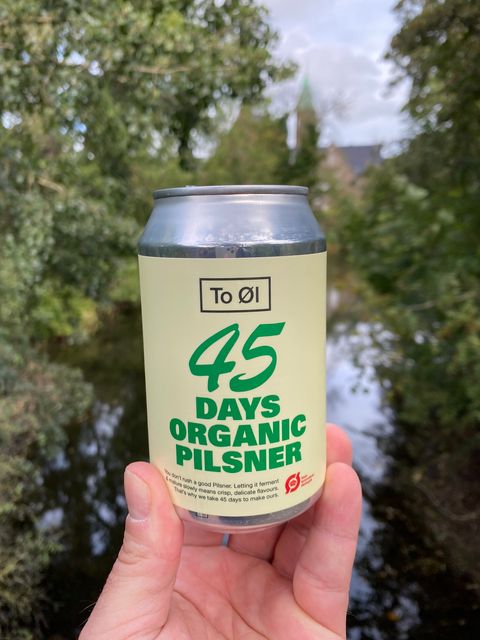 To Øl
45
DAYS
ORGANIC
PILSNER
You don't rush a good Pilsner. Letting it ferment
& mature slowly means crisp, delicate flavours.
That's why we take 45 days to make ours.
Ø